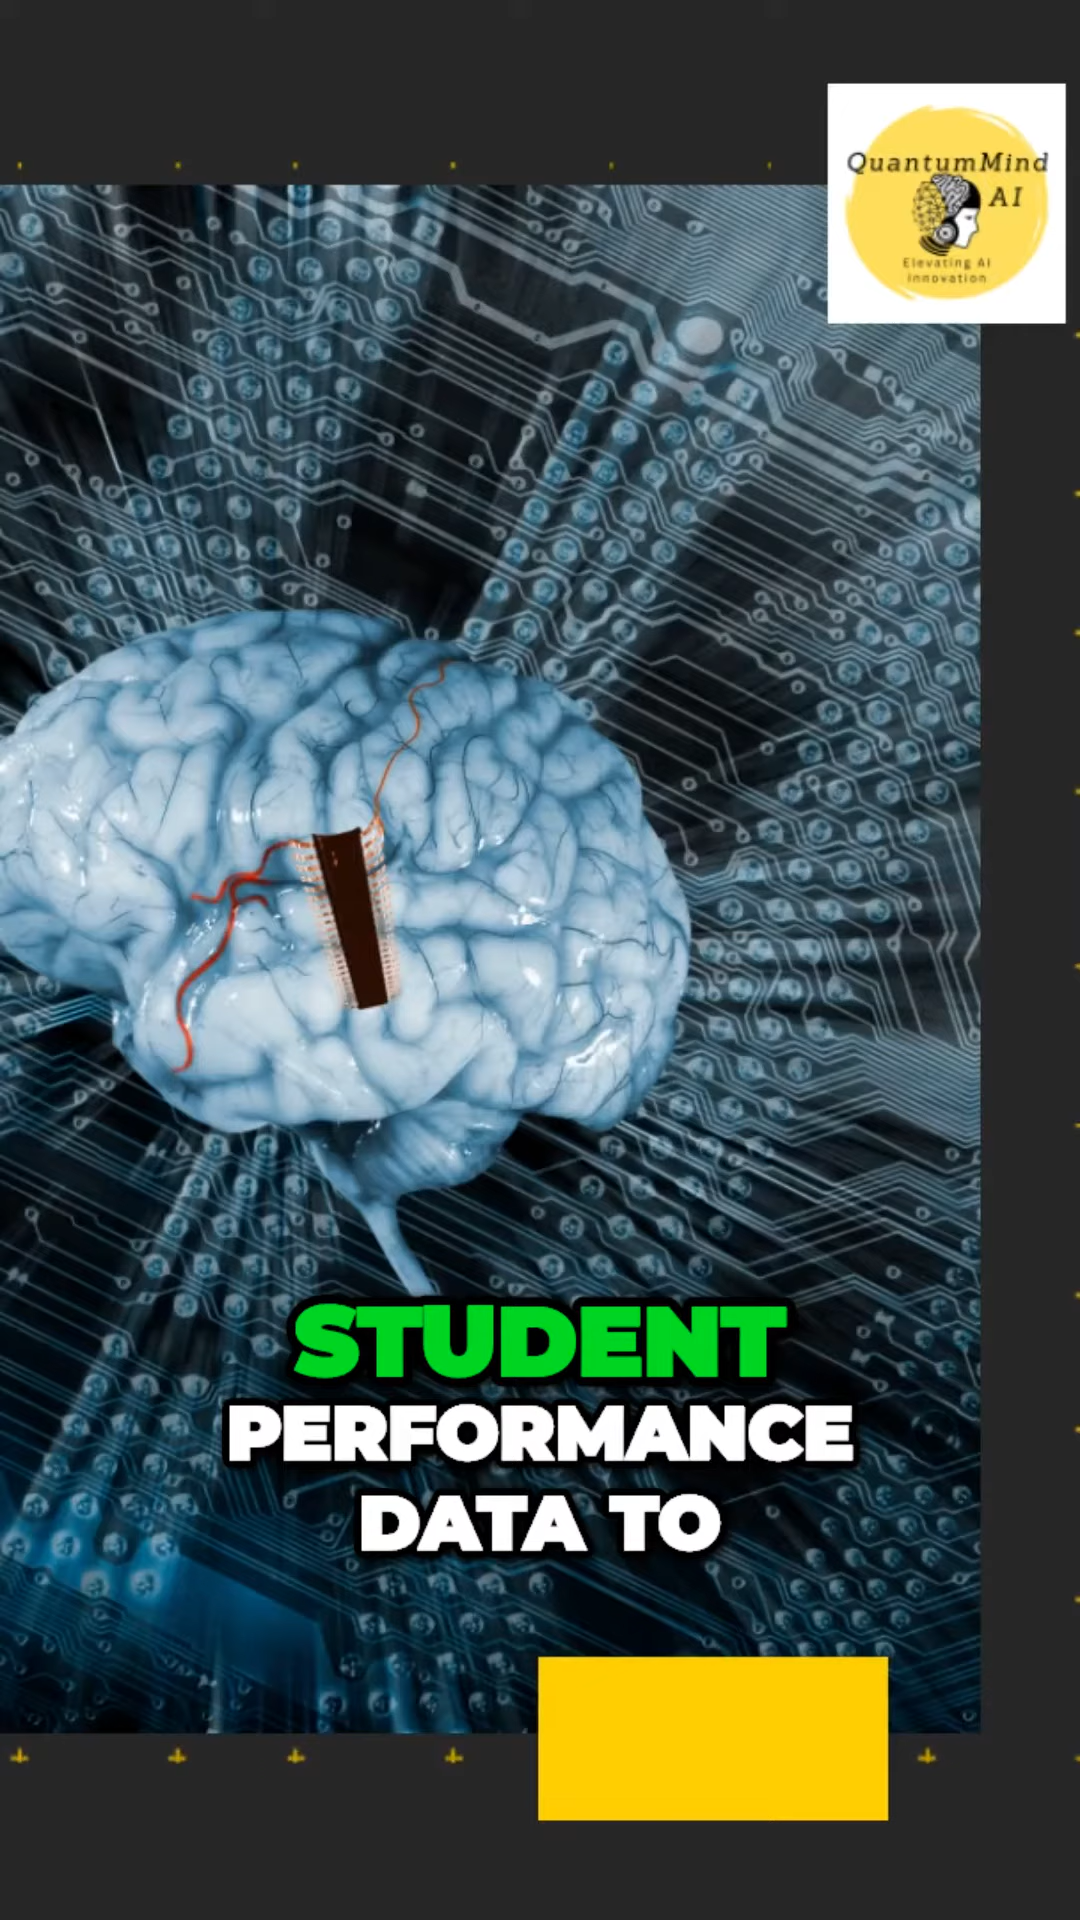 QuantumMind
AI
Elevating AI
Innovation
STUDENT
PERFORMANCE
DATA TO